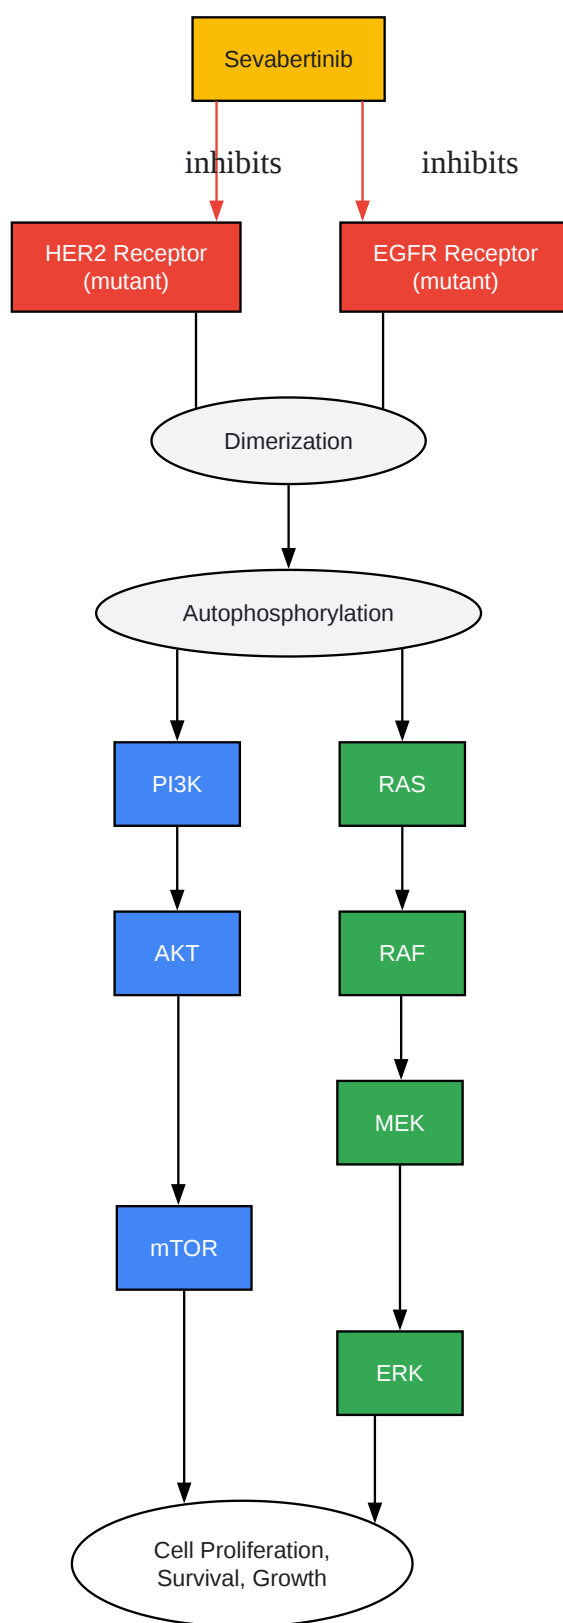 Sevabertinib
inhibits
inhibits
HER2 Receptor
(mutant)
EGFR Receptor
(mutant)
Dimerization
Autophosphorylation
PI3K
RAS
AKT
RAF
MEK
mTOR
ERK
Cell Proliferation,
Survival, Growth